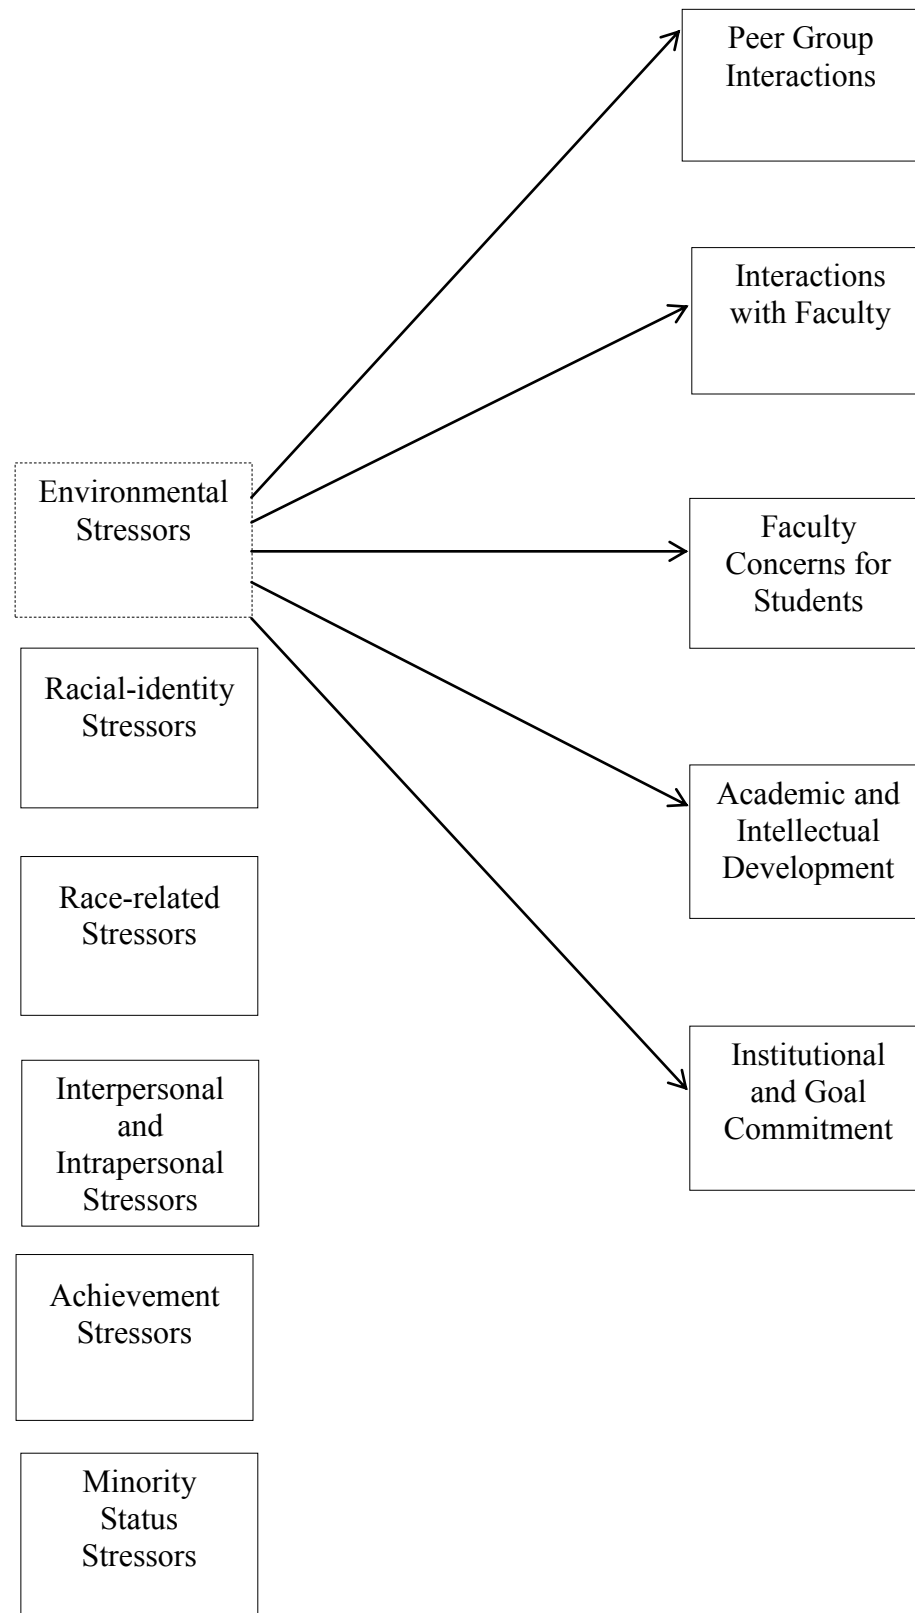 Peer Group
Interactions
Interactions
with Faculty
Environmental
Stressors
Faculty
Concerns for
Students
Racial-identity
Stressors
Academic and
Intellectual
Development
Race-related
Stressors
Institutional
and Goal
Commitment
Interpersonal
and
Intrapersonal
Stressors
Achievement
Stressors
Minority
Status
Stressors